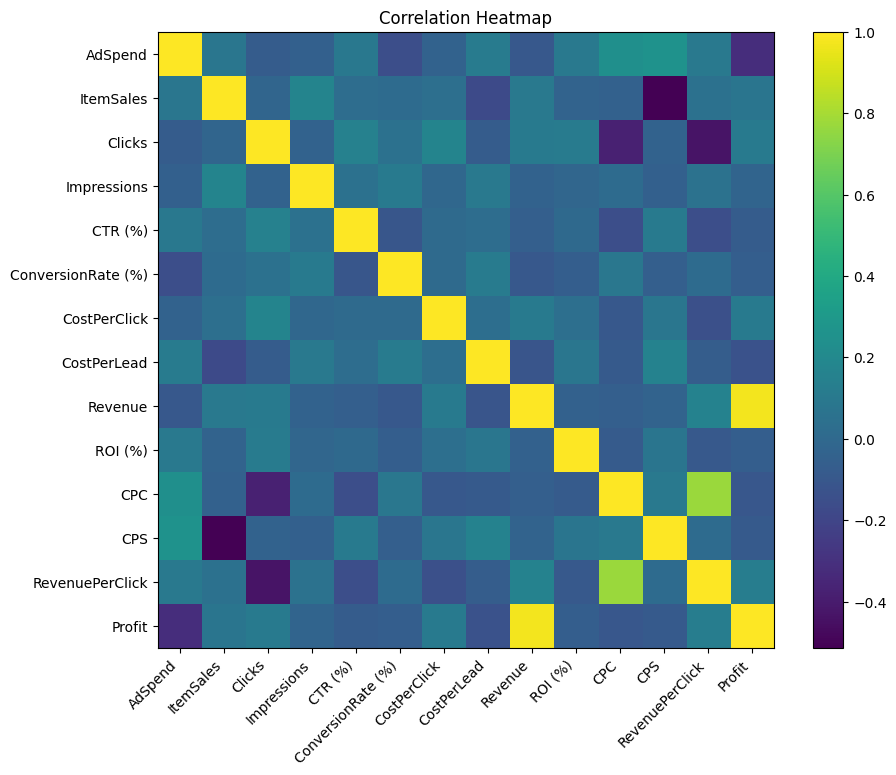 Correlation Heatmap
AdSpend
ItemSales
Clicks
Impressions
CTR (%)
ConversionRate (%)
CostPerClick
CostPerLead
Revenue
ROI (%)
CPC
CPS
RevenuePerClick
Profit
AdSpend
ItemSales
Clicks
Impressions
CTR (%)
ConversionRate (%)
CostPerClick
CostPerLead
Revenue
ROI (%)
CPC
CPS
RevenuePerClick
Profit
1.0
0.8
0.6
0.4
0.2
0.0
−0.2
−0.4